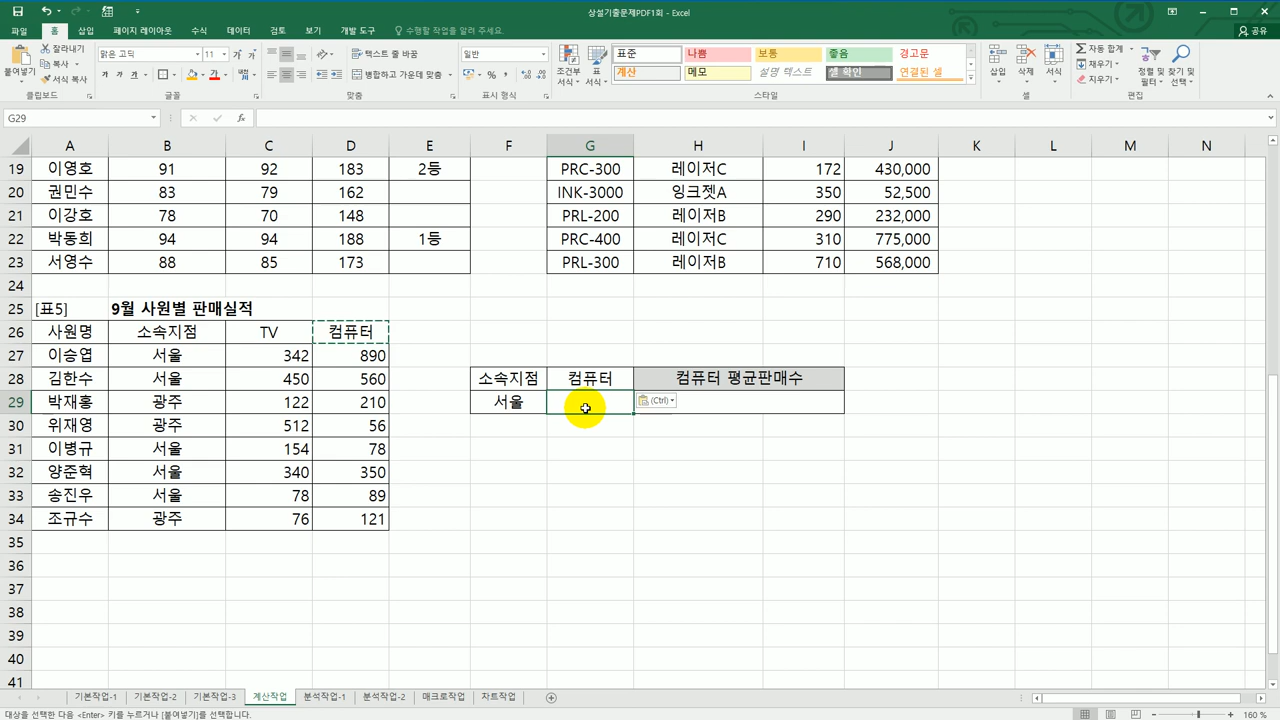 상설기출문제PDF1회 - Excel
파일 홈 삽입 페이지 레이아웃 수식 데이터 검토 보기 개발 도구 수행할 작업을 알려 주세요. 공유
붙여넣기 잘라내기 복사 서식 복사 클립보드
맑은 고딕 11 가 가 가 글꼴
텍스트 줄 바꿈 병합하고 가운데 맞춤 맞춤
일반 % 표시 형식
조건부 서식 표 서식 표준 나쁨 보통 좋음 경고문
계산 메모 설명 텍스트 셀 확인 연결된 셀 스타일
삽입 삭제 서식 셀
자동 합계 채우기 지우기 정렬 및 필터 찾기 및 선택 편집
G29 fx
A B C D E F G H I J K L M N
19 이영호 91 92 183 2등 PRC-300 레이저C 172 430,000
20 권민수 83 79 162 INK-3000 잉크젯A 350 52,500
21 이강호 78 70 148 PRL-200 레이저B 290 232,000
22 박동희 94 94 188 1등 PRC-400 레이저C 310 775,000
23 서영수 88 85 173 PRL-300 레이저B 710 568,000
24
25 [표5] 9월 사원별 판매실적
26 사원명 소속지점 TV 컴퓨터
27 이승엽 서울 342 890
28 김한수 서울 450 560 소속지점 컴퓨터 컴퓨터 평균판매수
29 박재홍 광주 122 210 서울 (Ctrl)
30 위재영 광주 512 56
31 이병규 서울 154 78
32 양준혁 서울 340 350
33 송진우 서울 78 89
34 조규수 광주 76 121
35
36
37
38
39
40
41
기본작업-1 기본작업-2 기본작업-3 계산작업 분석작업-1 분석작업-2 매크로작업 차트작업
대상을 선택한 다음 <Enter> 키를 누르거나 [붙여넣기]를 선택합니다. 160 %